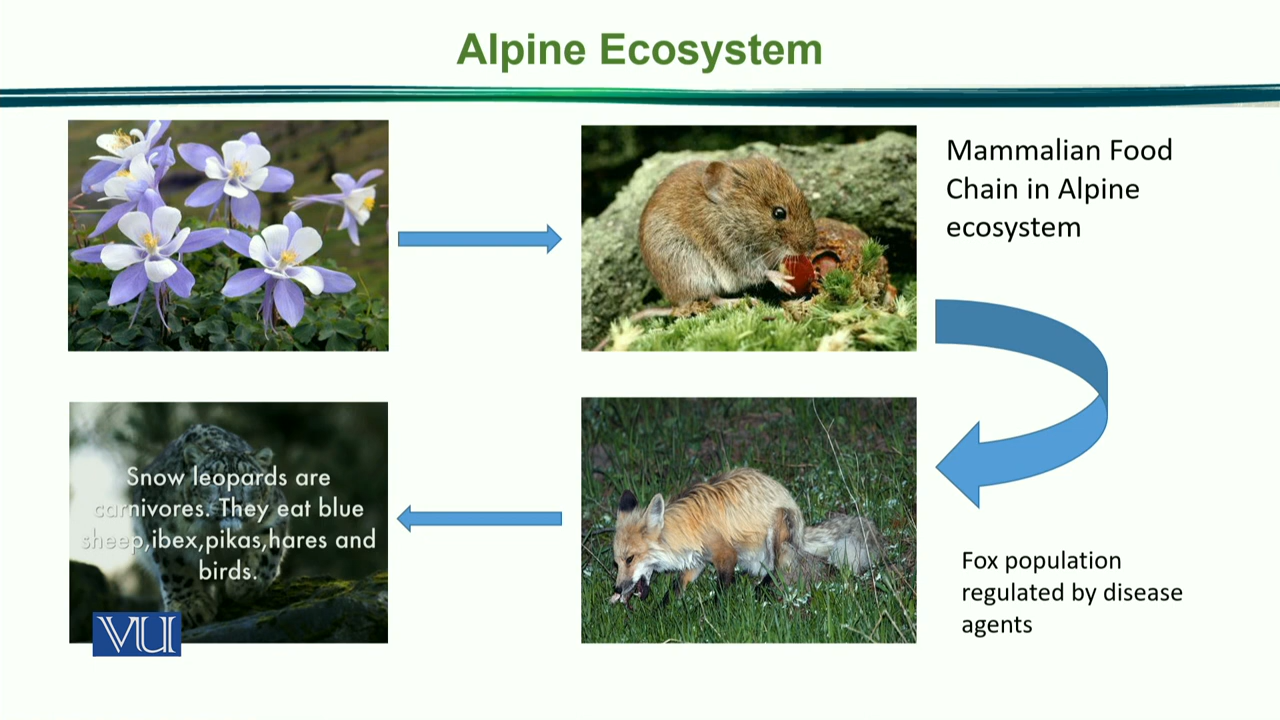 Alpine Ecosystem
Mammalian Food
Chain in Alpine
ecosystem
Snow leopards are
carnivores. They eat blue
sheep,ibex,pikas,hares and
birds.
Fox population
regulated by disease
agents
VU